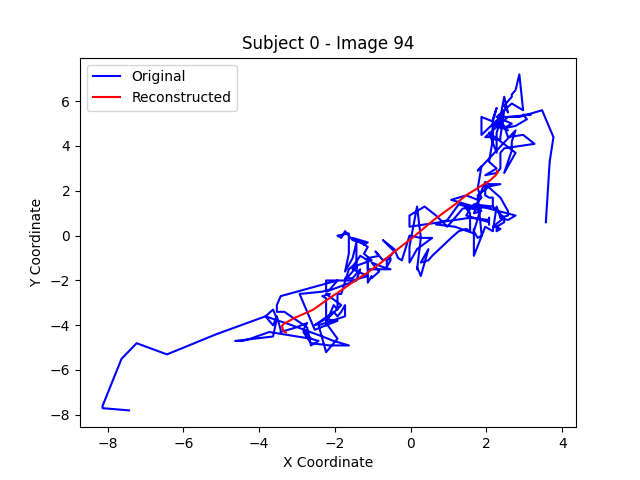 Subject 0 - Image 94
Original
Reconstructed
6
4
2
0
−2
−4
−6
−8
Y Coordinate
−8 −6 −4 −2 0 2 4
X Coordinate